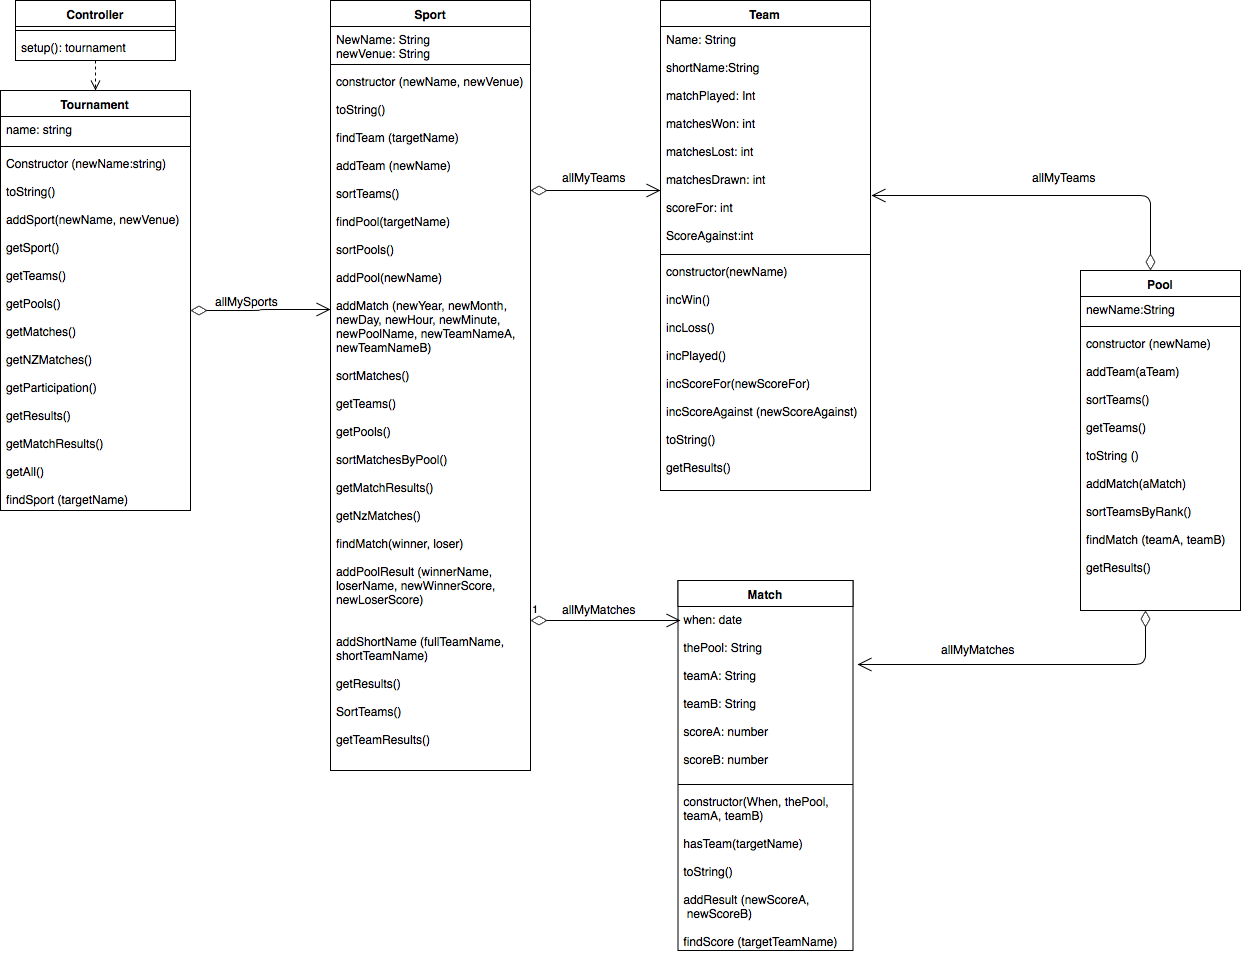 Controller
setup(): tournament
Tournament
name: string
Constructor (newName:string)
toString()
addSport(newName, newVenue)
getSport()
getTeams()
getPools()
getMatches()
getNZMatches()
getParticipation()
getResults()
getMatchResults()
getAll()
findSport (targetName)
allMySports
Sport
NewName: String
newVenue: String
constructor (newName, newVenue)
toString()
findTeam (targetName)
addTeam (newName)
sortTeams()
findPool(targetName)
sortPools()
addPool(newName)
addMatch (newYear, newMonth,
newDay, newHour, newMinute,
newPoolName, newTeamNameA,
newTeamNameB)
sortMatches()
getTeams()
getPools()
sortMatchesByPool()
getMatchResults()
getNzMatches()
findMatch(winner, loser)
addPoolResult (winnerName,
loserName, newWinnerScore,
newLoserScore)
addShortName (fullTeamName,
shortTeamName)
getResults()
SortTeams()
getTeamResults()
allMyTeams
1
allMyMatches
Team
Name: String
shortName:String
matchPlayed: Int
matchesWon: int
matchesLost: int
matchesDrawn: int
scoreFor: int
ScoreAgainst:int
constructor(newName)
incWin()
incLoss()
incPlayed()
incScoreFor(newScoreFor)
incScoreAgainst (newScoreAgainst)
toString()
getResults()
Match
when: date
thePool: String
teamA: String
teamB: String
scoreA: number
scoreB: number
constructor(When, thePool,
teamA, teamB)
hasTeam(targetName)
toString()
addResult (newScoreA,
newScoreB)
findScore (targetTeamName)
allMyTeams
Pool
newName:String
constructor (newName)
addTeam(aTeam)
sortTeams()
getTeams()
toString ()
addMatch(aMatch)
sortTeamsByRank()
findMatch (teamA, teamB)
getResults()
allMyMatches